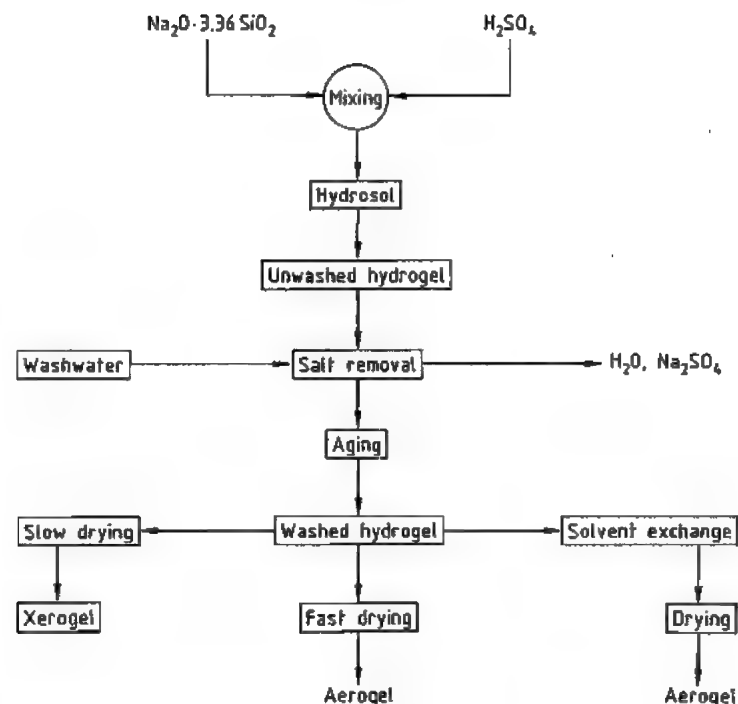 Na₂O·3.36 SiO₂
H₂SO₄
Mixing
Hydrosol
Unwashed hydrogel
Washwater
Salt removal
H₂O, Na₂SO₄
Aging
Slow drying
Washed hydrogel
Solvent exchange
Xerogel
Fast drying
Drying
Aerogel
Aerogel